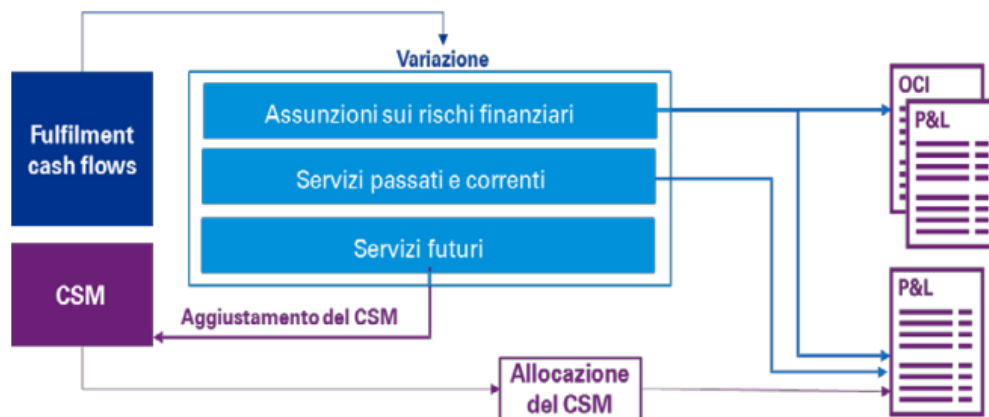 Variazione
Fulfilment
cash flows
Assunzioni sui rischi finanziari
Servizi passati e correnti
Servizi futuri
OCI
P&L
CSM
Aggiustamento del CSM
P&L
Allocazione
del CSM